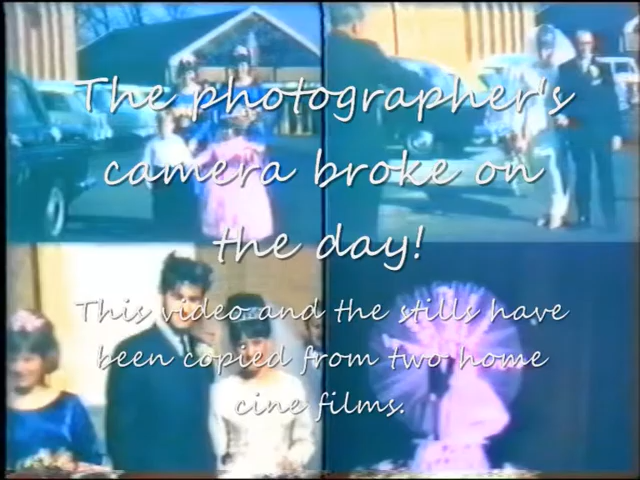 The photographer's
camera broke on
the day!
This video and the stills have
been copied from two home
cine films.